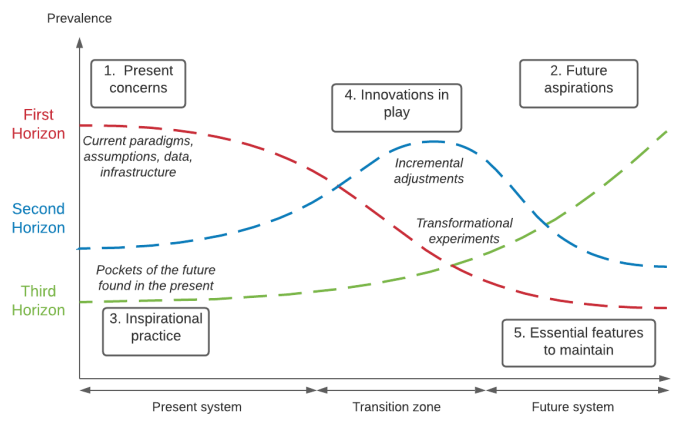 Prevalence
1. Present
concerns
2. Future
aspirations
4. Innovations in
play
First
Horizon
Current paradigms,
assumptions, data,
infrastructure
Incremental
adjustments
Second
Horizon
Transformational
experiments
Pockets of the future
found in the present
Third
Horizon
3. Inspirational
practice
5. Essential features
to maintain
Present system
Transition zone
Future system